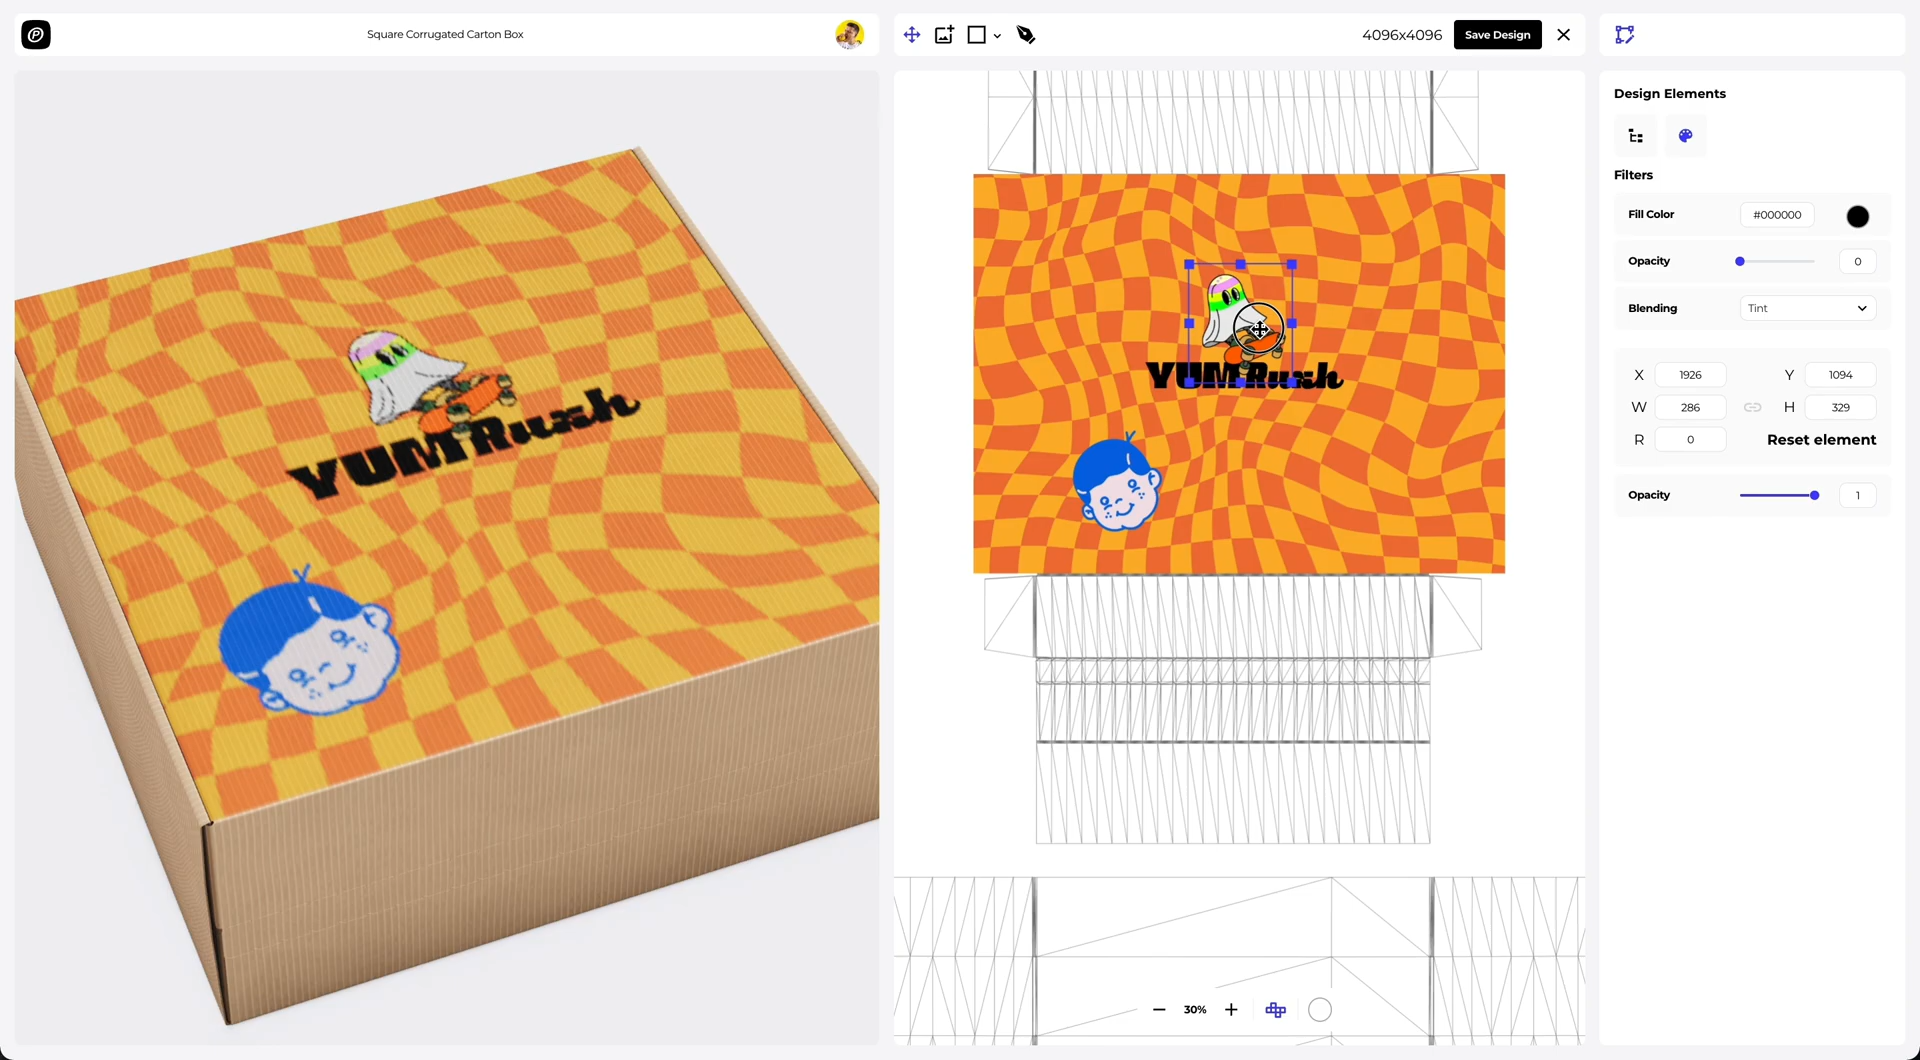 Square Corrugated Carton Box
4096x4096
Save Design
YUMRush
YUMRush
30%
Design Elements
Filters
Fill Color
#000000
Opacity
0
Blending
Tint
X
1926
Y
1094
W
286
H
329
R
0
Reset element
Opacity
1